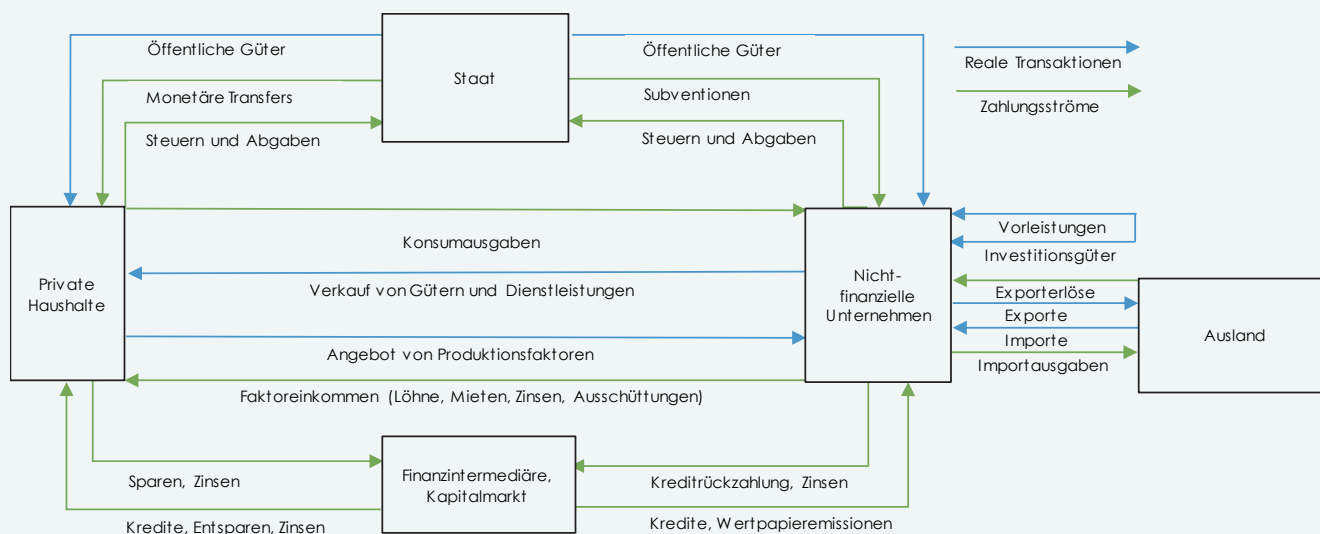 Öffentliche Güter
Staat
Öffentliche Güter
Reale Transaktionen
Monetäre Transfers
Subventionen
Zahlungsströme
Steuern und Abgaben
Steuern und Abgaben
Private
Haushalte
Konsumausgaben
Verkauf von Gütern und Dienstleistungen
Angebot von Produktionsfaktoren
Faktoreinkommen (Löhne, Mieten, Zinsen, Ausschüttungen)
Nicht-
finanzielle
Unternehmen
Vorleistungen
Investitionsgüter
Exporterlöse
Exporte
Importe
Importausgaben
Ausland
Sparen, Zinsen
Kredite, Entsparen, Zinsen
Finanzintermediäre,
Kapitalmarkt
Kreditrückzahlung, Zinsen
Kredite, Wertpapieremissionen